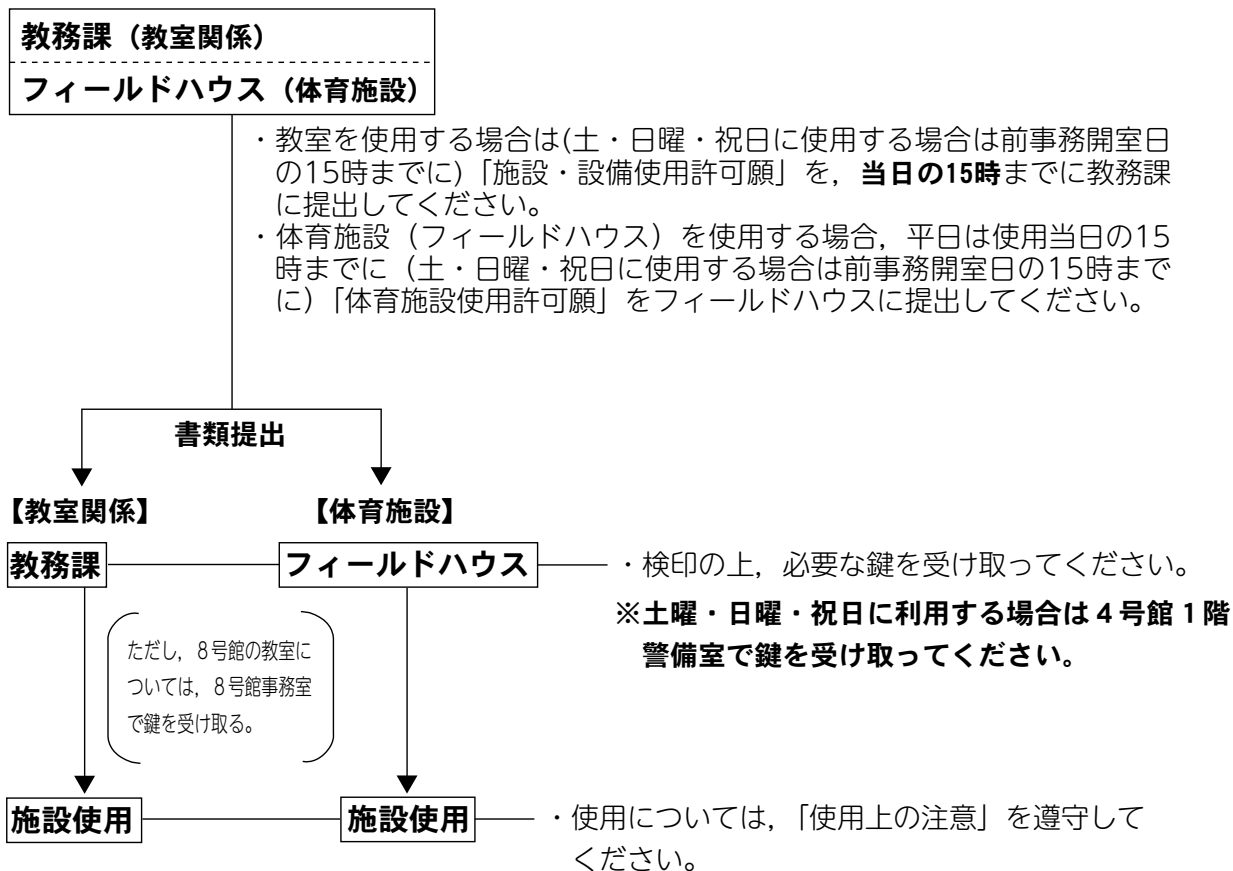 教務課（教室関係）
フィールドハウス（体育施設）
・教室を使用する場合は(土・日曜・祝日に使用する場合は前事務開室日
の15時までに)「施設・設備使用許可願」を，当日の15時までに教務課
に提出してください。
・体育施設（フィールドハウス）を使用する場合，平日は使用当日の15
時までに（土・日曜・祝日に使用する場合は前事務開室日の15時まで
に）「体育施設使用許可願」をフィールドハウスに提出してください。
書類提出
【教室関係】
【体育施設】
教務課
フィールドハウス
・検印の上，必要な鍵を受け取ってください。
※土曜・日曜・祝日に利用する場合は４号館１階
警備室で鍵を受け取ってください。
ただし，８号館の教室に
ついては，８号館事務室
で鍵を受け取る。
施設使用
施設使用
・使用については，「使用上の注意」を遵守して
ください。